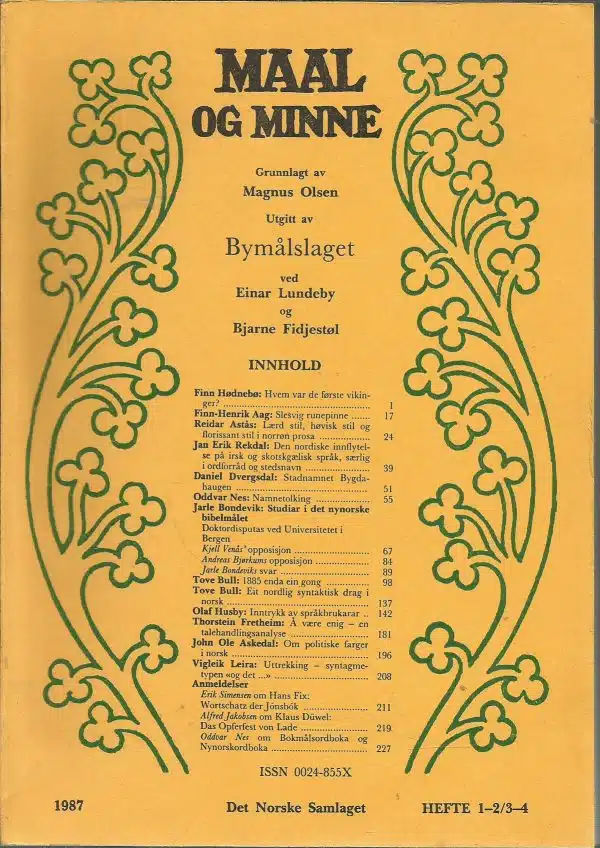 MAAL
OG MINNE
Grunnlagt av
Magnus Olsen
Utgitt av
Bymålslaget
ved
Einar Lundeby
og
Bjarne Fidjestøl
INNHOLD
Finn Hødnebø: Hvem var de første vikin-
ger? ........ 1
Finn-Henrik Aag: Slesvig runepinne ...... 17
Reidar Astås: Lærd stil, høvisk stil og
florissant stil i norrøn prosa ........ 24
Jan Erik Rekdal: Den nordiske innflytel-
se på irsk og skotskgælisk språk, særlig
i ordforråd og stedsnavn ........ 39
Daniel Dvergsdal: Stadnamnet Bygda-
haugen ........ 51
Oddvar Nes: Namnetolking ........ 55
Jarle Bondevik: Studiar i det nynorske
bibelmålet
Doktordisputas ved Universitetet i
Bergen
Kjell Venås' opposisjon ........ 67
Andreas Bjørkums opposisjon ........ 84
Jarle Bondeviks svar ........ 89
Tove Bull: 1885 enda ein gong ........ 98
Tove Bull: Eit nordlig syntaktisk drag i
norsk ........ 137
Olaf Husby: Inntrykk av språkbrukarar .. 142
Thorstein Fretheim: Å være enig – en
talehandlingsanalyse ........ 181
John Ole Askedal: Om politiske farger
i norsk ........ 196
Vigleik Leira: Uttrekking – syntagme-
typen «og det ...» ........ 208
Anmeldelser
Erik Simensen om Hans Fix:
Wortschatz der Jónsbók ........ 211
Alfred Jakobsen om Klaus Düwel:
Das Opferfest von Lade ........ 219
Oddvar Nes om Bokmålsordboka og
Nynorskordboka ........ 227
ISSN 0024-855X
1987 Det Norske Samlaget HEFTE 1–2/3–4